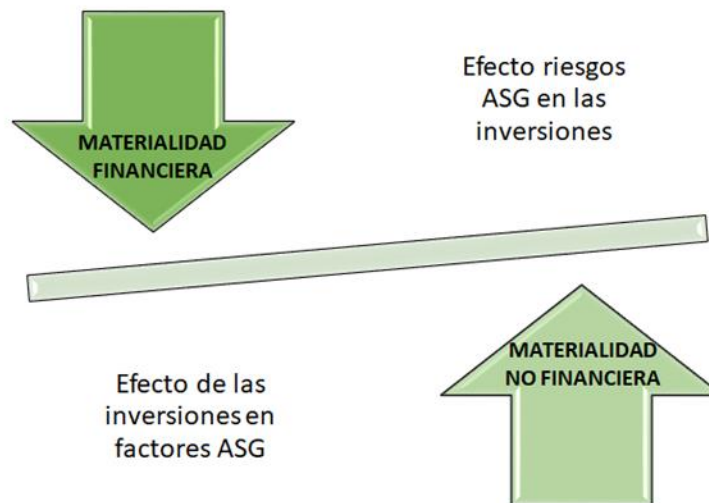 MATERIALIDAD
FINANCIERA
Efecto riesgos
ASG en las
inversiones
Efecto de las
inversiones en
factores ASG
MATERIALIDAD
NO FINANCIERA